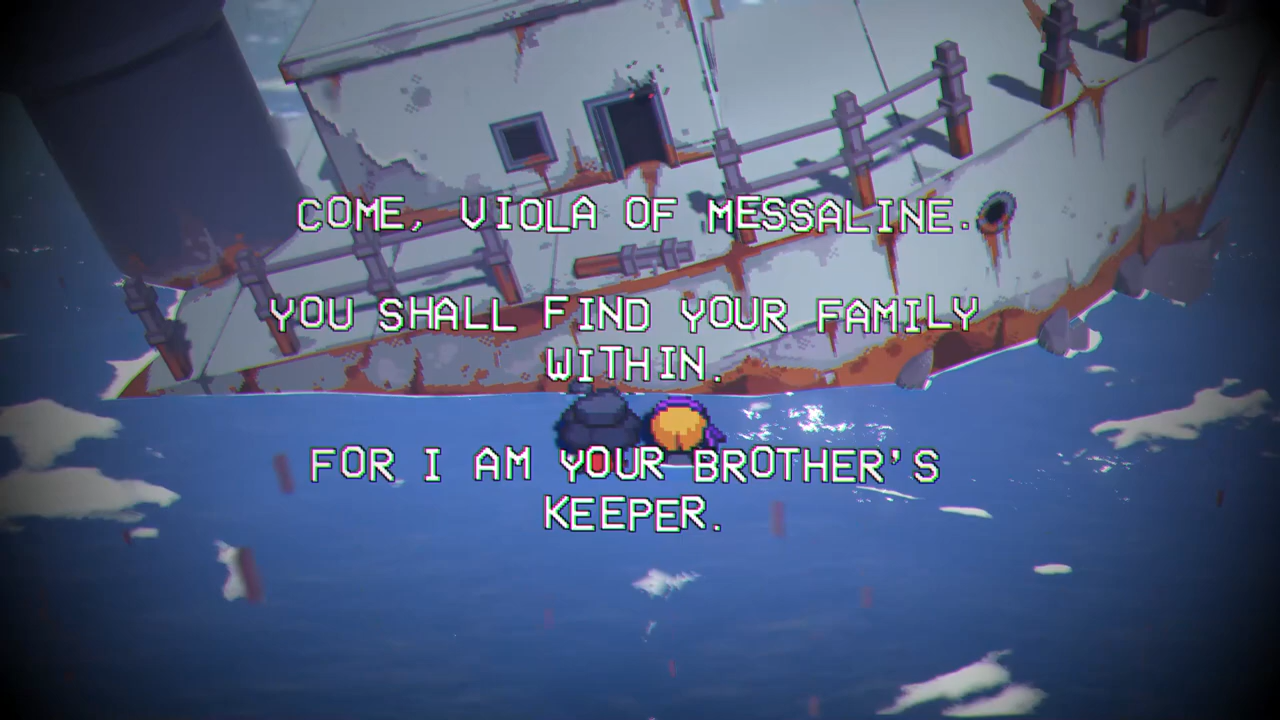 COME, VIOLA OF MESSALINE.
YOU SHALL FIND YOUR FAMILY
WITHIN.
FOR I AM YOUR BROTHER'S
KEEPER.